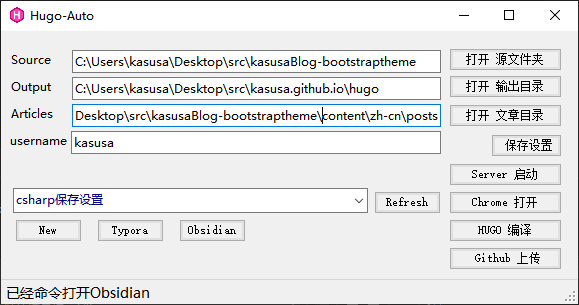 Hugo-Auto
Source C:\Users\kasusa\Desktop\src\kasusaBlog-bootstraptheme 打开 源文件夹
Output C:\Users\kasusa\Desktop\src\kasusa.github.io\hugo 打开 输出目录
Articles Desktop\src\kasusaBlog-bootstraptheme\content\zh-cn\posts 打开 文章目录
username kasusa 保存设置
Server 启动
csharp保存设置 Refresh Chrome 打开
New Typora Obsidian HUGO 编译
Github 上传
已经命令打开Obsidian